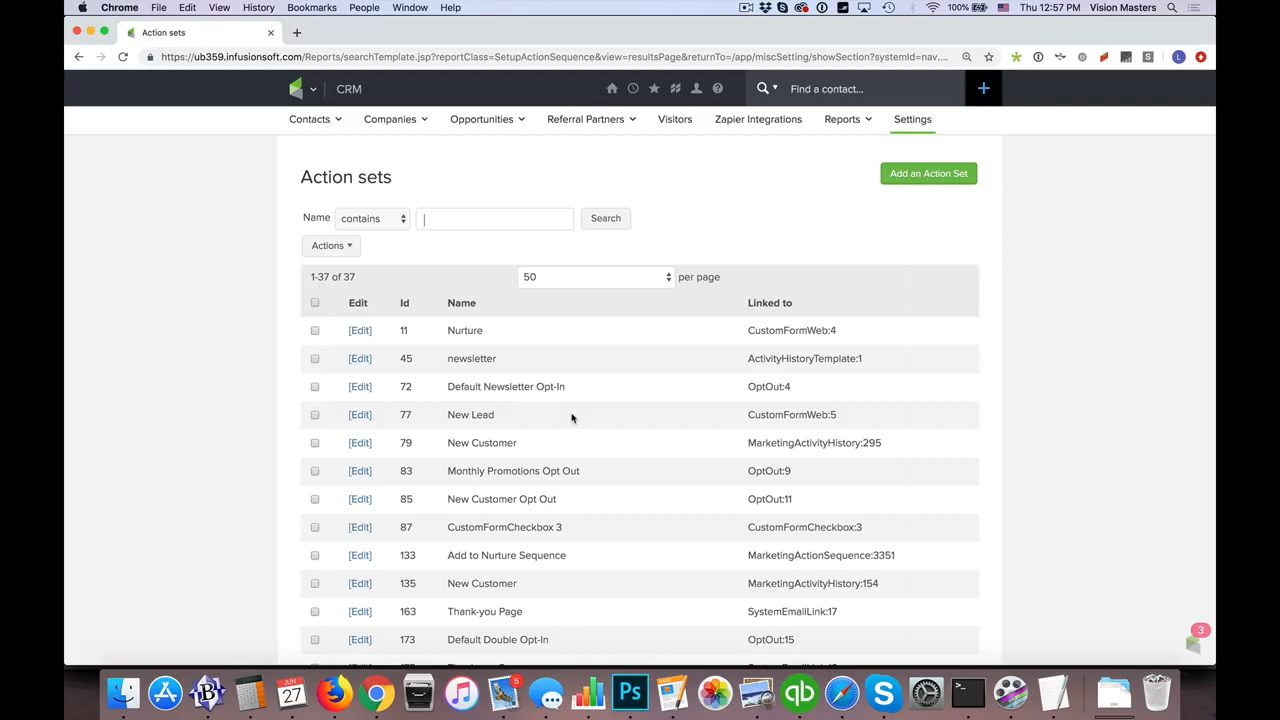 Chrome File Edit View History Bookmarks People Window Help 100% Thu 12:57 PM Vision Masters
Action sets
https://ub359.infusionsoft.com/Reports/searchTemplate.jsp?reportClass=SetupActionSequence&view=resultsPage&returnTo=/app/miscSetting/showSection?systemId=nav...
CRM Find a contact...
Contacts Companies Opportunities Referral Partners Visitors Zapier Integrations Reports Settings
Action sets
Add an Action Set
Name contains Search
Actions
1-37 of 37 50 per page
Edit Id Name Linked to
[Edit] 11 Nurture CustomFormWeb:4
[Edit] 45 newsletter ActivityHistoryTemplate:1
[Edit] 72 Default Newsletter Opt-In OptOut:4
[Edit] 77 New Lead CustomFormWeb:5
[Edit] 79 New Customer MarketingActivityHistory:295
[Edit] 83 Monthly Promotions Opt Out OptOut:9
[Edit] 85 New Customer Opt Out OptOut:11
[Edit] 87 CustomFormCheckbox 3 CustomFormCheckbox:3
[Edit] 133 Add to Nurture Sequence MarketingActionSequence:3351
[Edit] 135 New Customer MarketingActivityHistory:154
[Edit] 163 Thank-you Page SystemEmailLink:17
3
[Edit] 173 Default Double Opt-In OptOut:15
JUN
27
5
Ps
qb
S